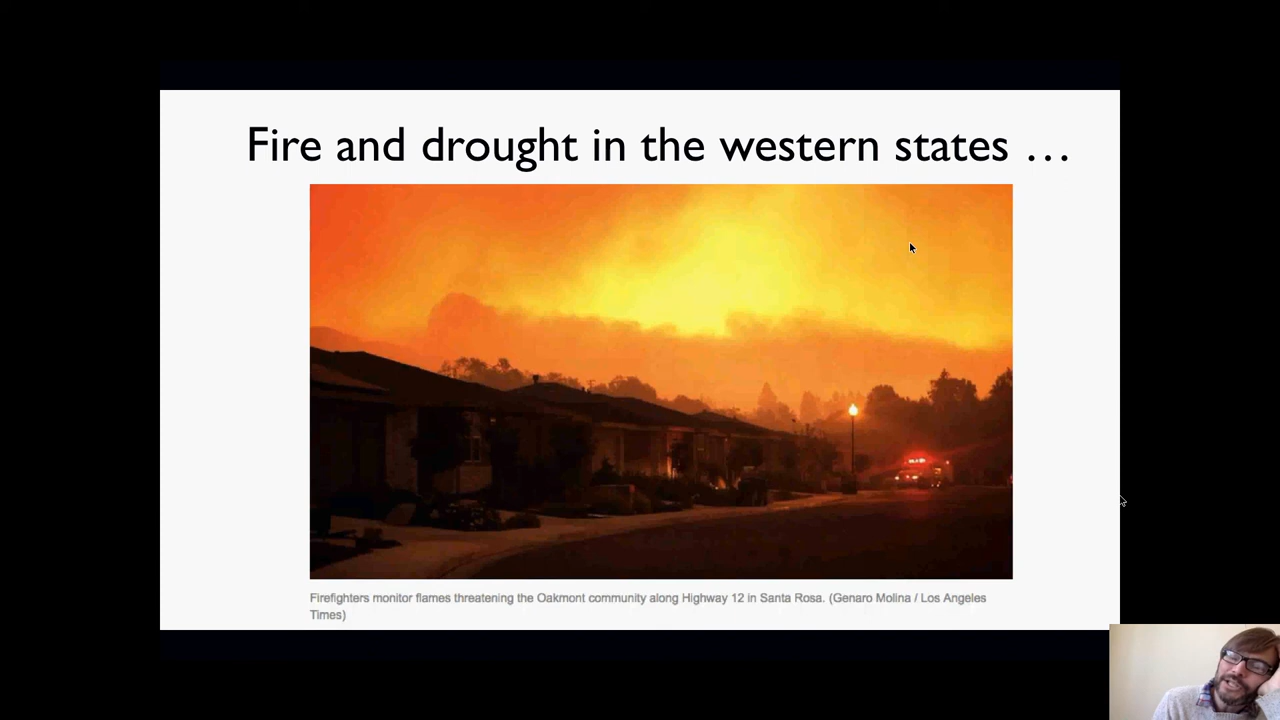 Fire and drought in the western states …
Firefighters monitor flames threatening the Oakmont community along Highway 12 in Santa Rosa. (Genaro Molina / Los Angeles
Times)